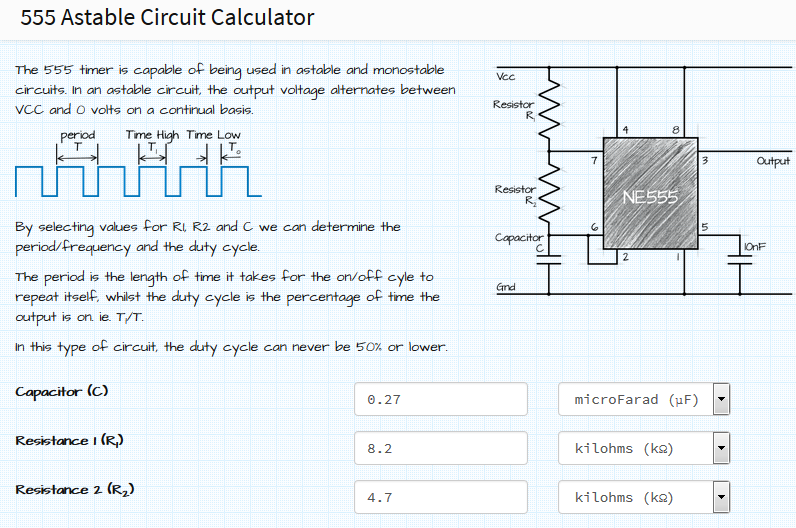 555 Astable Circuit Calculator
The 555 timer is capable of being used in astable and monostable
circuits. In an astable circuit, the output voltage alternates between
VCC and 0 volts on a continual basis.
period Time High Time Low
T T1 T0
By selecting values for R1, R2 and C we can determine the
period/frequency and the duty cycle.
The period is the length of time it takes for the on/off cyle to
repeat itself, whilst the duty cycle is the percentage of time the
output is on. ie. T1/T.
In this type of circuit, the duty cycle can never be 50% or lower.
Vcc
Resistor
R1
4 8
7 3 Output
Resistor
R2
NE555
Capacitor
C
6 5
10nF
2 1
Gnd
Capacitor (C) 0.27 microFarad (µF)
Resistance 1 (R1) 8.2 kilohms (kΩ)
Resistance 2 (R2) 4.7 kilohms (kΩ)